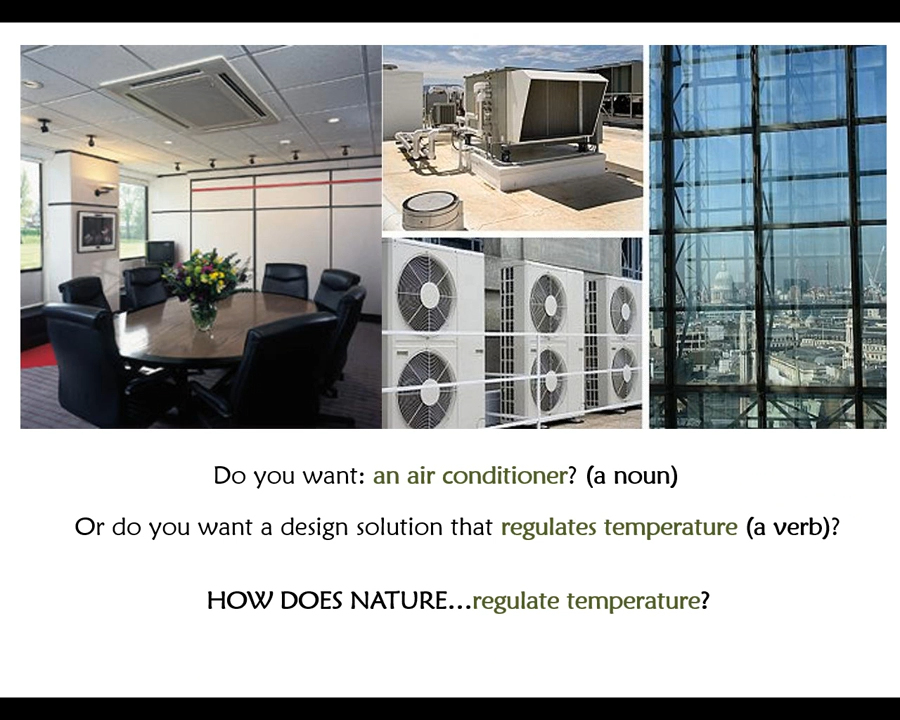 Do you want: an air conditioner? (a noun)
Or do you want a design solution that regulates temperature (a verb)?
HOW DOES NATURE…regulate temperature?